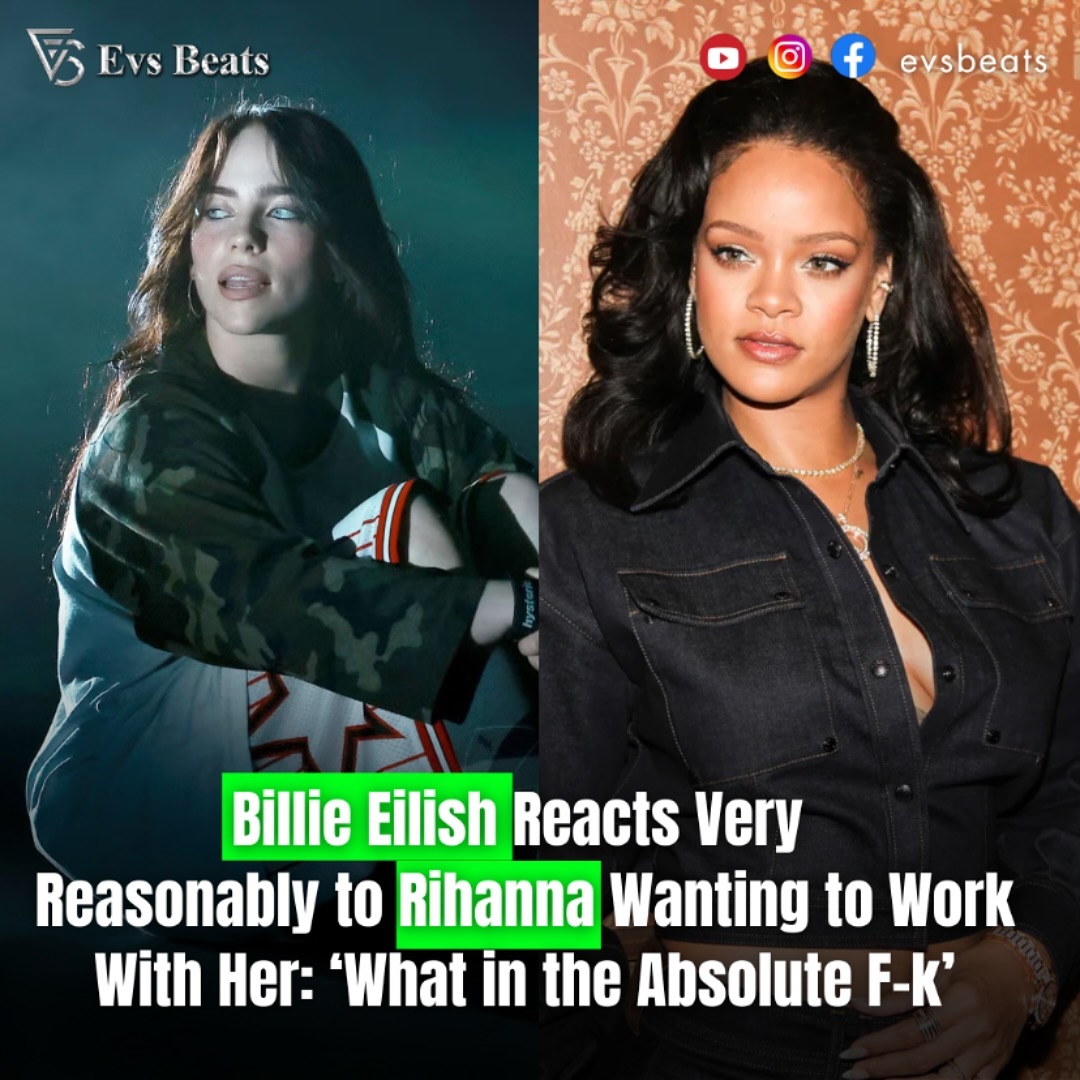 Evs Beats
evsbeats
hystem
Billie Eilish Reacts Very
Reasonably to Rihanna Wanting to Work
With Her: ‘What in the Absolute F-k’